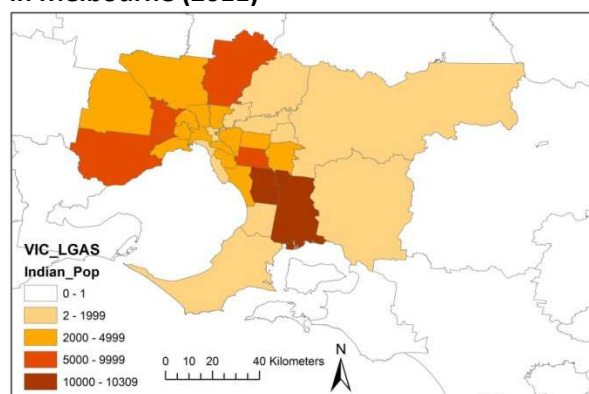 in Melbourne (2011)
VIC_LGAS
Indian_Pop
0 - 1
2 - 1999
2000 - 4999
5000 - 9999
10000 - 10309
0 10 20 40 Kilometers
N